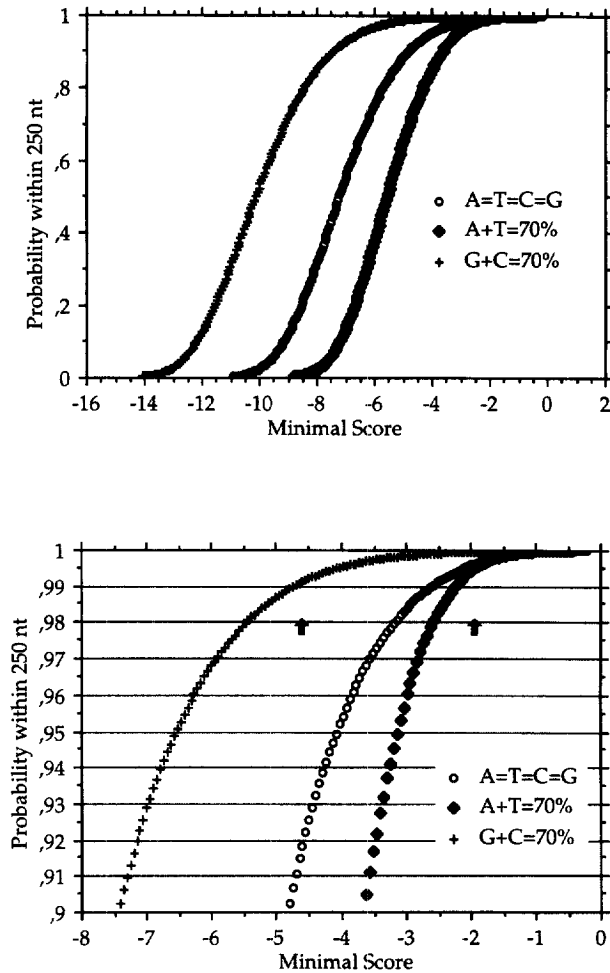 1
,8
,6
,4
,2
0
Probability within 250 nt
A=T=C=G
A+T=70%
G+C=70%
-16 -14 -12 -10 -8 -6 -4 -2 0 2
Minimal Score
1
,99
,98
,97
,96
,95
,94
,93
,92
,91
,9
Probability within 250 nt
A=T=C=G
A+T=70%
G+C=70%
-8 -7 -6 -5 -4 -3 -2 -1 0
Minimal Score